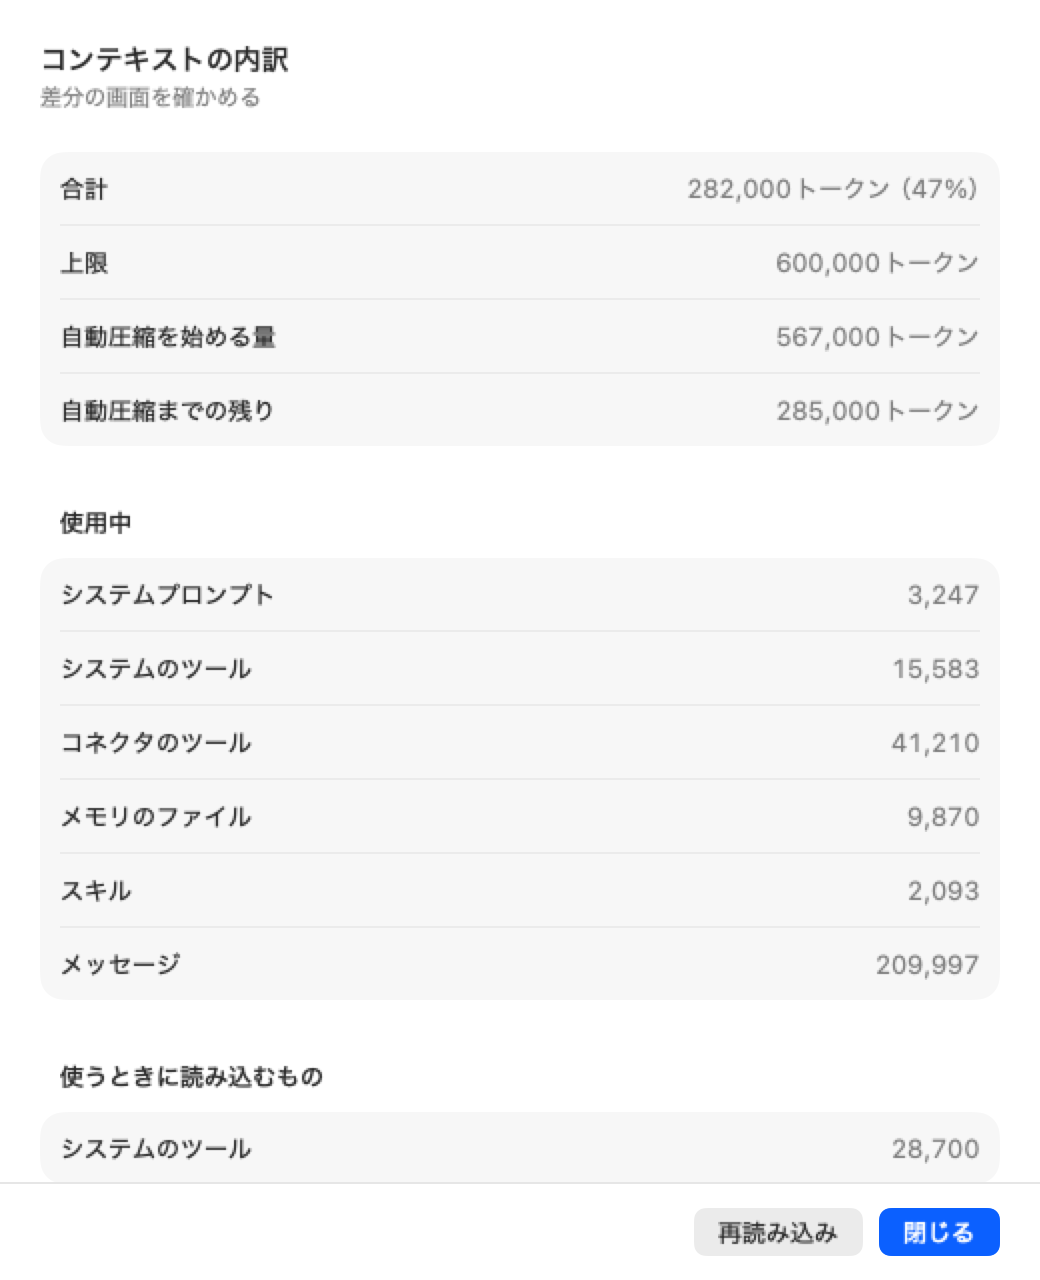 コンテキストの内訳
差分の画面を確かめる
合計 282,000トークン（47%）
上限 600,000トークン
自動圧縮を始める量 567,000トークン
自動圧縮までの残り 285,000トークン
使用中
システムプロンプト 3,247
システムのツール 15,583
コネクタのツール 41,210
メモリのファイル 9,870
スキル 2,093
メッセージ 209,997
使うときに読み込むもの
システムのツール 28,700
再読み込み 閉じる